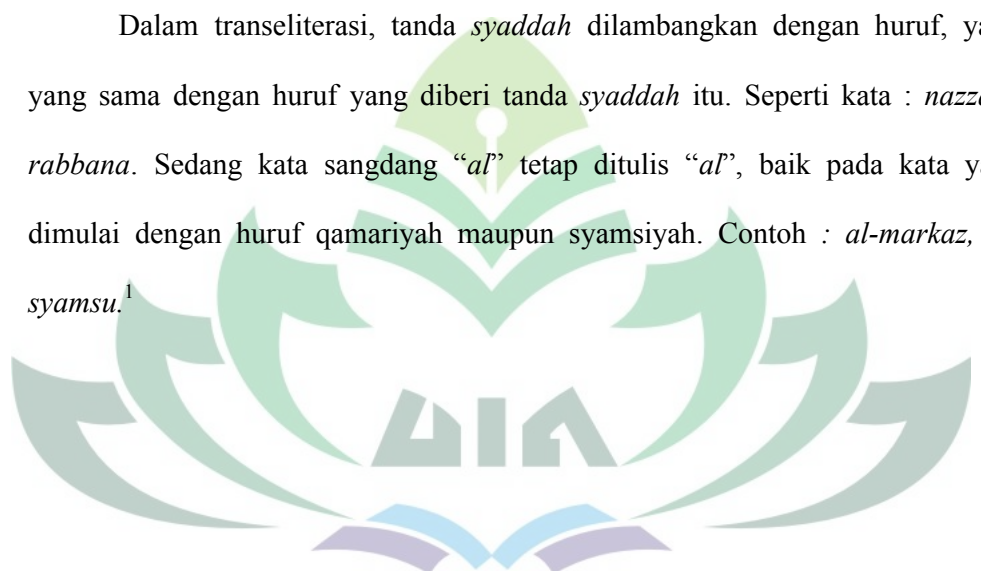 Dalam transeliterasi, tanda syaddah dilambangkan dengan huruf,
yang sama dengan huruf yang diberi tanda syaddah itu. Seperti kata :
rabbana. Sedang kata sangdang “al” tetap ditulis “al”, baik pada kata
dimulai dengan huruf qamariyah maupun syamsiyah. Contoh : al-markaz,
syamsu.1
UIN